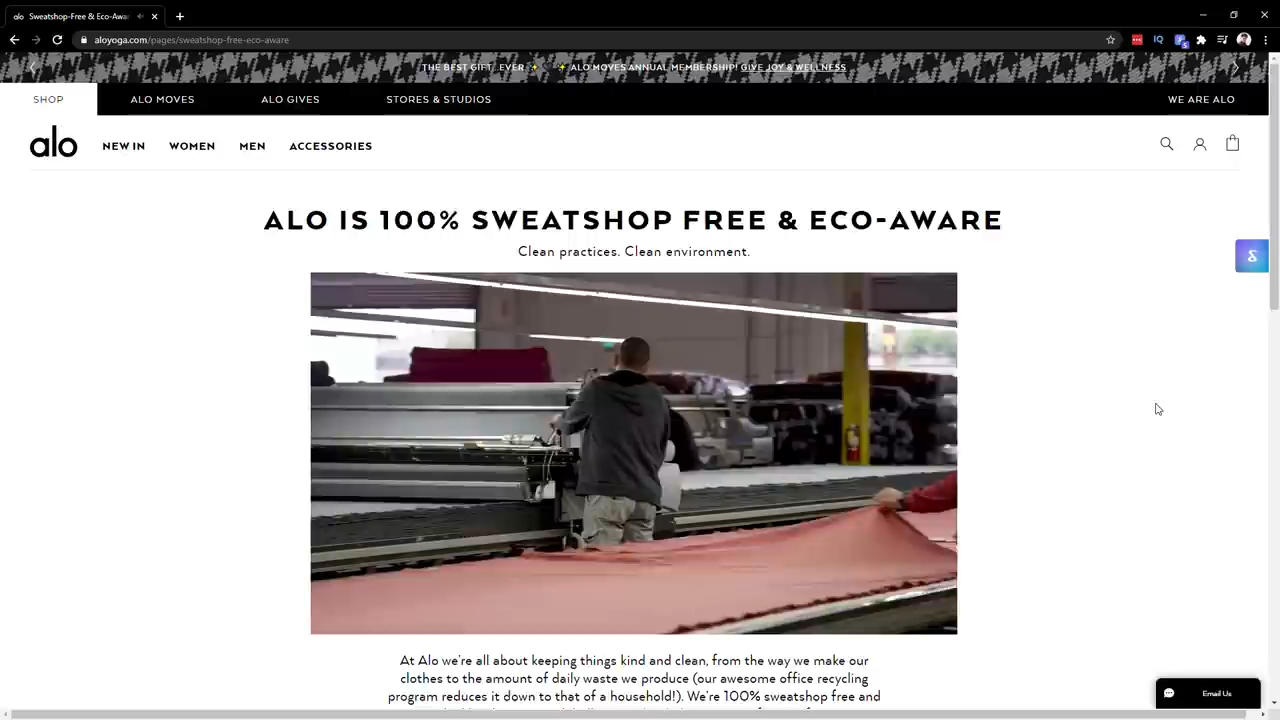 alo Sweatshop-Free & Eco-Awar
aloyoga.com/pages/sweatshop-free-eco-aware
THE BEST GIFT...EVER ✨ ✨ ALO MOVES ANNUAL MEMBERSHIP! GIVE JOY & WELLNESS
SHOP ALO MOVES ALO GIVES STORES & STUDIOS WE ARE ALO
alo NEW IN WOMEN MEN ACCESSORIES
ALO IS 100% SWEATSHOP FREE & ECO-AWARE
Clean practices. Clean environment.
At Alo we're all about keeping things kind and clean, from the way we make our
clothes to the amount of daily waste we produce (our awesome office recycling
program reduces it down to that of a household!). We're 100% sweatshop free and
Email Us